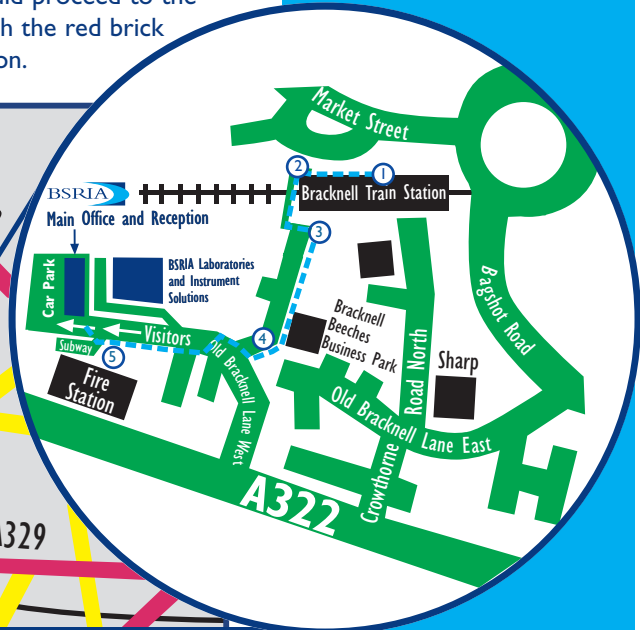 proceed to the
the red brick
Market Street
2
1
BSRIA
Bracknell Train Station
Main Office and Reception
3
BSRIA Laboratories
and Instrument
Solutions
Car Park
Bagshot Road
Bracknell
Beeches
Business Park
Visitors
4
Road North
Sharp
Subway
5
Old Bracknell Lane West
Fire
Station
Old Bracknell Lane East
A322
Crowthorne
A329